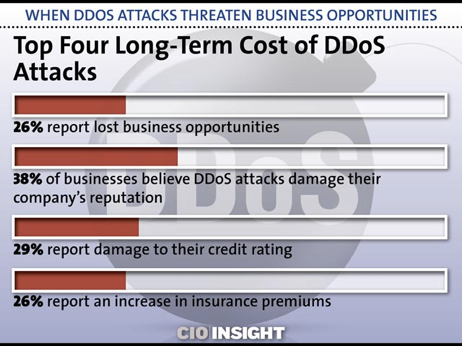 WHEN DDOS ATTACKS THREATEN BUSINESS OPPORTUNITIES
Top Four Long-Term Cost of DDoS
Attacks
26% report lost business opportunities
38% of businesses believe DDoS attacks damage their
company's reputation
DDoS
29% report damage to their credit rating
26% report an increase in insurance premiums
CIO INSIGHT